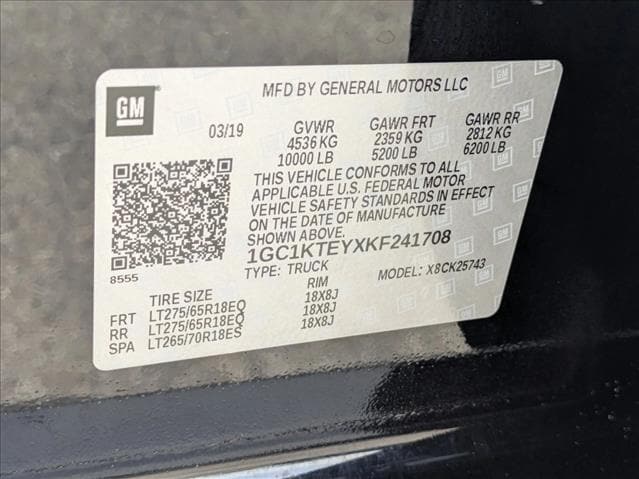 GM
MFD BY GENERAL MOTORS LLC
03/19 GVWR GAWR FRT GAWR RR
4536 KG 2359 KG 2812 KG
10000 LB 5200 LB 6200 LB
THIS VEHICLE CONFORMS TO ALL
APPLICABLE U.S. FEDERAL MOTOR
VEHICLE SAFETY STANDARDS IN EFFECT
ON THE DATE OF MANUFACTURE
SHOWN ABOVE.
1GC1KTEYXKF241708
8555
TYPE: TRUCK MODEL: X8CK25743
TIRE SIZE RIM
FRT LT275/65R18EQ 18X8J
RR LT275/65R18EQ 18X8J
SPA LT265/70R18ES 18X8J